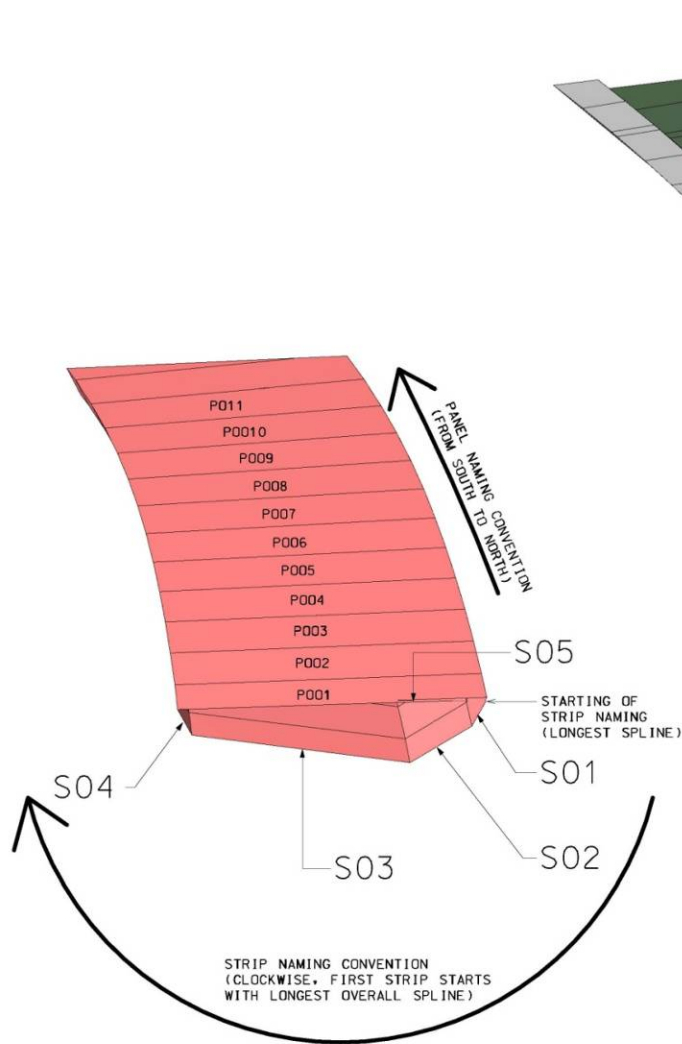 P011
P0010
P009
P008
P007
P006
P005
P004
P003
P002
P001
PANEL NAMING CONVENTION
(FROM SOUTH TO NORTH)
S05
STARTING OF
STRIP NAMING
(LONGEST SPLINE)
S01
S04
S02
S03
STRIP NAMING CONVENTION
(CLOCKWISE, FIRST STRIP STARTS
WITH LONGEST OVERALL SPLINE)